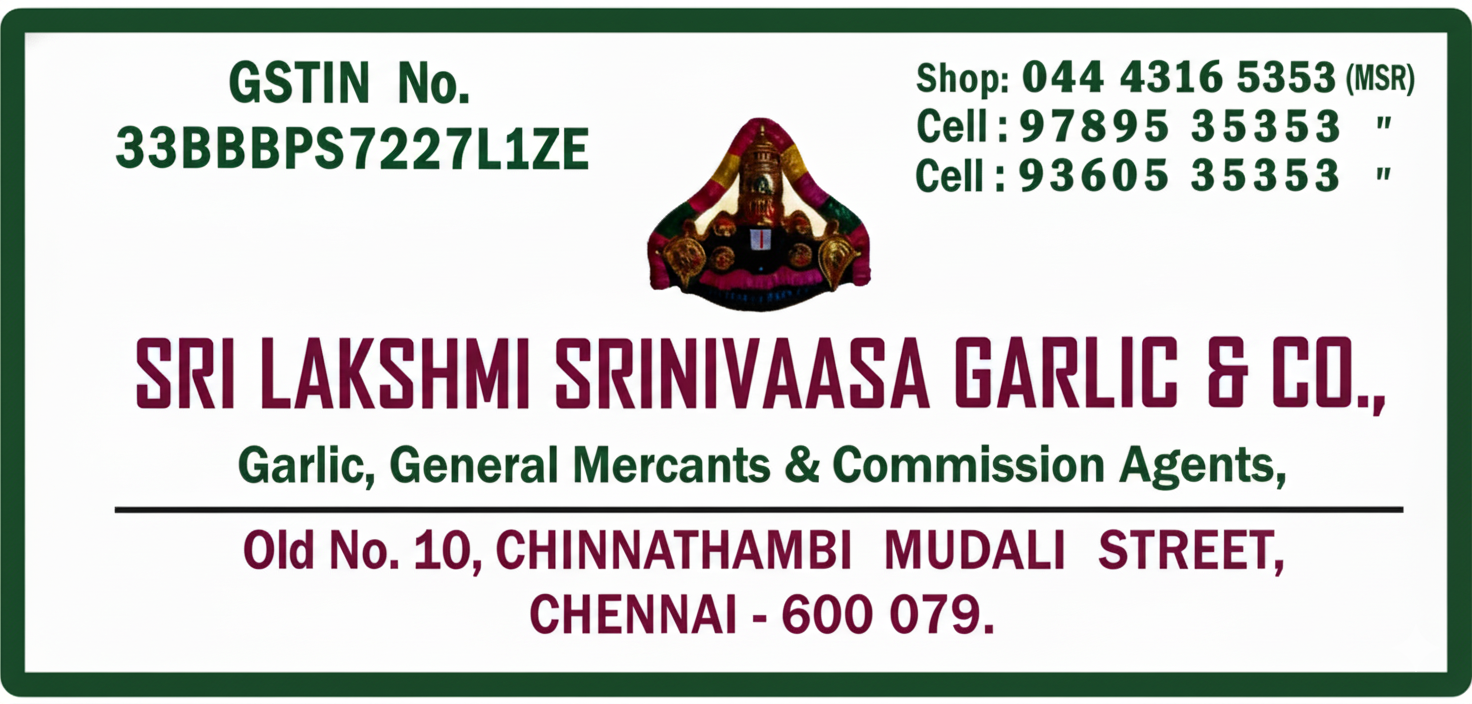 GSTIN No.
33BBBPS7227L1ZE
Shop: 044 4316 5353 (MSR)
Cell : 97895 35353 "
Cell : 93605 35353 "
SRI LAKSHMI SRINIVAASA GARLIC & CO.,
Garlic, General Mercants & Commission Agents,
Old No. 10, CHINNATHAMBI MUDALI STREET,
CHENNAI - 600 079.